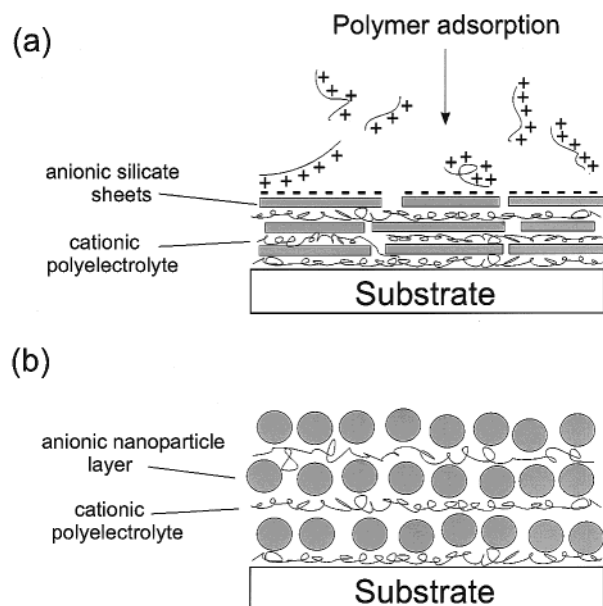 (a)
Polymer adsorption
anionic silicate
sheets
cationic
polyelectrolyte
Substrate
(b)
anionic nanoparticle
layer
cationic
polyelectrolyte
Substrate